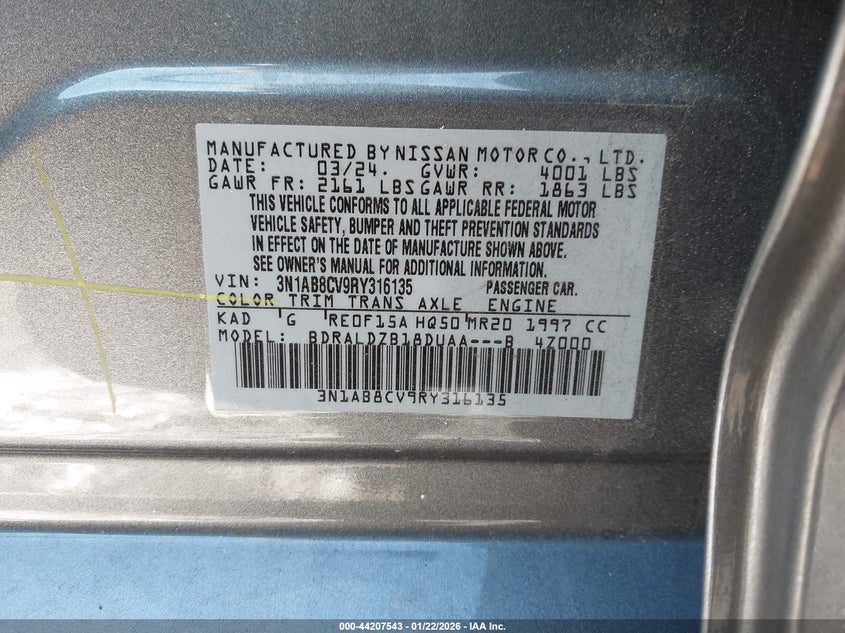 MANUFACTURED BY NISSAN MOTOR CO., LTD.
DATE: 03/24. GVWR: 4001 LBS
GAWR FR: 2161 LBS GAWR RR: 1863 LBS
THIS VEHICLE CONFORMS TO ALL APPLICABLE FEDERAL MOTOR
VEHICLE SAFETY, BUMPER AND THEFT PREVENTION STANDARDS
IN EFFECT ON THE DATE OF MANUFACTURE SHOWN ABOVE.
SEE OWNER'S MANUAL FOR ADDITIONAL INFORMATION.
VIN: 3N1AB8CV9RY316135 PASSENGER CAR.
COLOR TRIM TRANS AXLE ENGINE
KAD G RE0F15A HQ50 MR20 1997 CC
MODEL: BDRALDZB18DUAA---B 47000
3N1AB8CV9RY316135
000-44207543 | 01/22/2026 - IAA Inc.